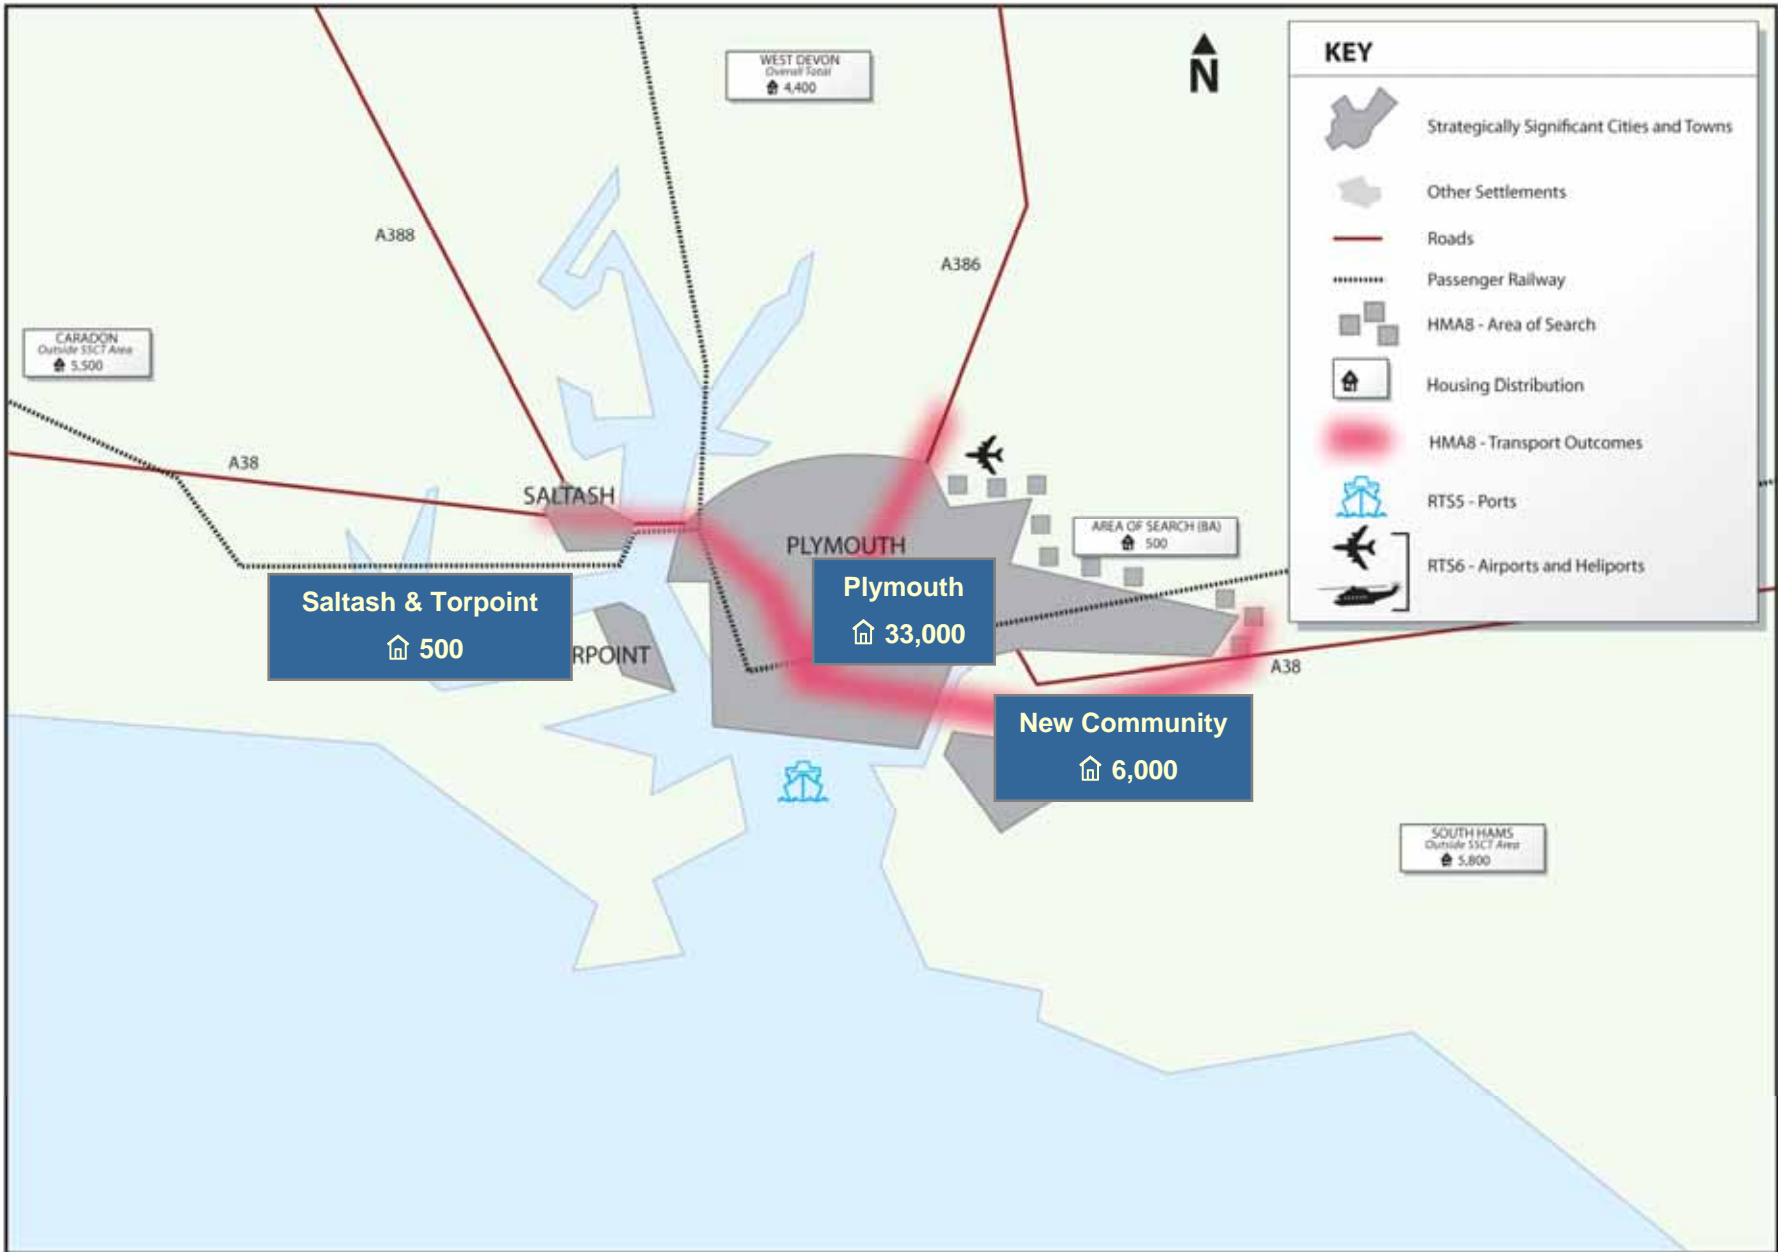 WEST DEVON
Overall Total
4,400
N
KEY
Strategically Significant Cities and Towns
Other Settlements
Roads
Passenger Railway
HMA8 - Area of Search
Housing Distribution
HMA8 - Transport Outcomes
RTS5 - Ports
RTS6 - Airports and Heliports
A388
A386
CARADON
Outside SSCT Area
5,500
A38
SALTASH
PLYMOUTH
AREA OF SEARCH (8A)
500
Saltash & Torpoint
500
Plymouth
33,000
RPOINT
A38
New Community
6,000
SOUTH HAMS
Outside SSCT Area
5,800